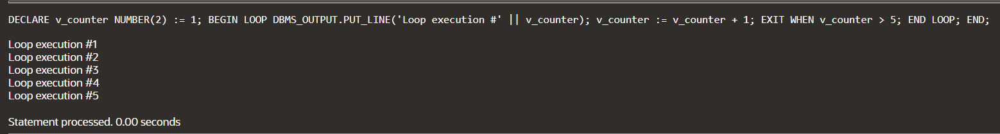 DECLARE v_counter NUMBER(2) := 1; BEGIN LOOP DBMS_OUTPUT.PUT_LINE('Loop execution #' || v_counter); v_counter := v_counter + 1; EXIT WHEN v_counter > 5; END LOOP; END;
Loop execution #1
Loop execution #2
Loop execution #3
Loop execution #4
Loop execution #5
Statement processed. 0.00 seconds